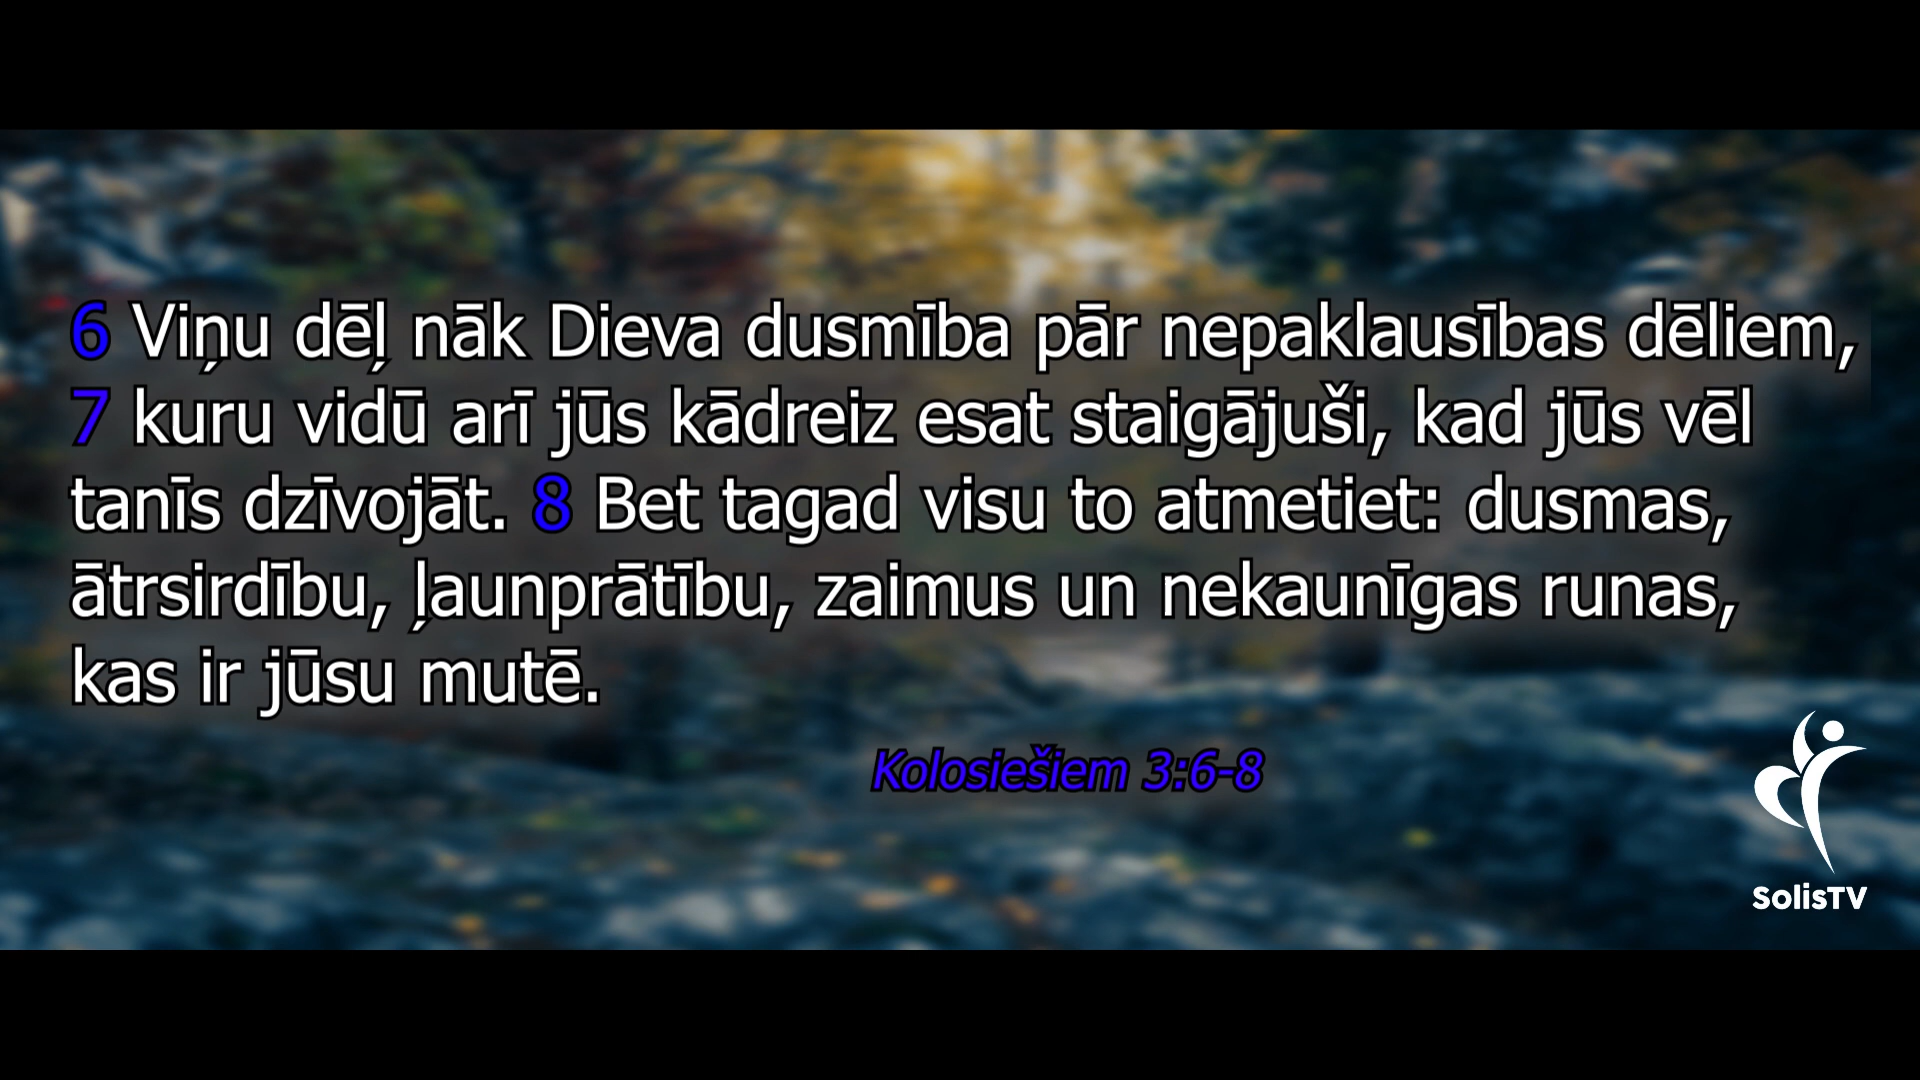 6 Viņu dēļ nāk Dieva dusmība pār nepaklausības dēliem,
7 kuru vidū arī jūs kādreiz esat staigājuši, kad jūs vēl
tanīs dzīvojāt. 8 Bet tagad visu to atmetiet: dusmas,
ātrsirdību, ļaunprātību, zaimus un nekaunīgas runas,
kas ir jūsu mutē.
Kolosiešiem 3:6-8
SolisTV